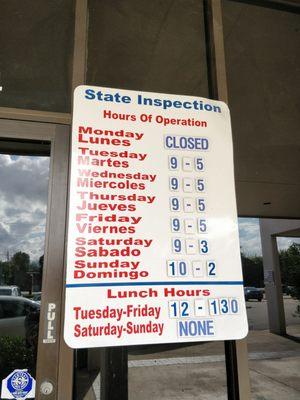 State Inspection
Hours Of Operation
Monday
Lunes CLOSED
Tuesday
Martes 9-5
Wednesday
Miercoles 9-5
Thursday
Jueves 9-5
Friday
Viernes 9-5
Saturday
Sabado 9-3
Sunday
Domingo 10-2
Lunch Hours
Tuesday-Friday 12-130
Saturday-Sunday NONE
PULL